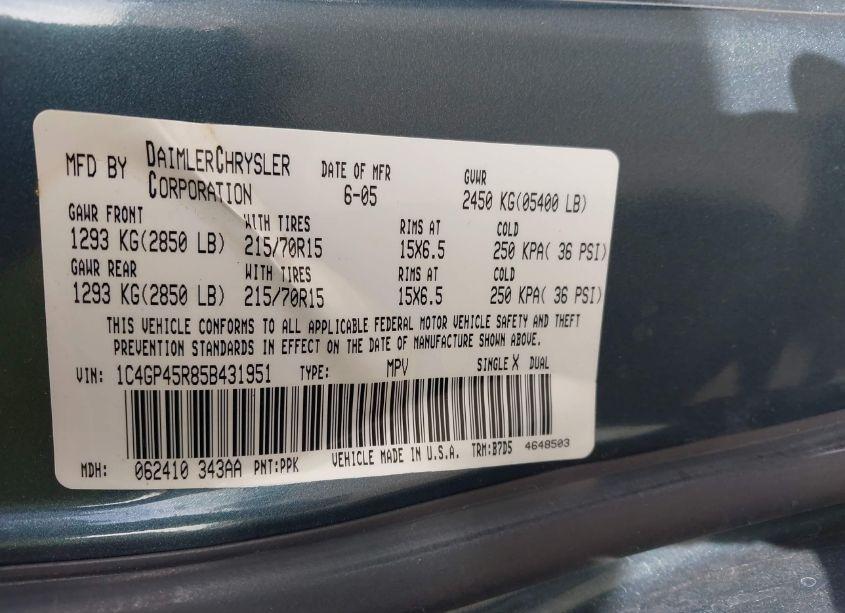 MFD BY DAIMLERCHRYSLER CORPORATION DATE OF MFR 6-05 GVWR 2450 KG(05400 LB)
GAWR FRONT WITH TIRES RIMS AT COLD
1293 KG(2850 LB) 215/70R15 15X6.5 250 KPA( 36 PSI)
GAWR REAR WITH TIRES RIMS AT COLD
1293 KG(2850 LB) 215/70R15 15X6.5 250 KPA( 36 PSI)
THIS VEHICLE CONFORMS TO ALL APPLICABLE FEDERAL MOTOR VEHICLE SAFETY AND THEFT
PREVENTION STANDARDS IN EFFECT ON THE DATE OF MANUFACTURE SHOWN ABOVE.
VIN: 1C4GP45R85B431951 TYPE: MPV SINGLE X DUAL
MDH: 062410 343AA PNT:PPK VEHICLE MADE IN U.S.A. TRM:B7D5 4648503